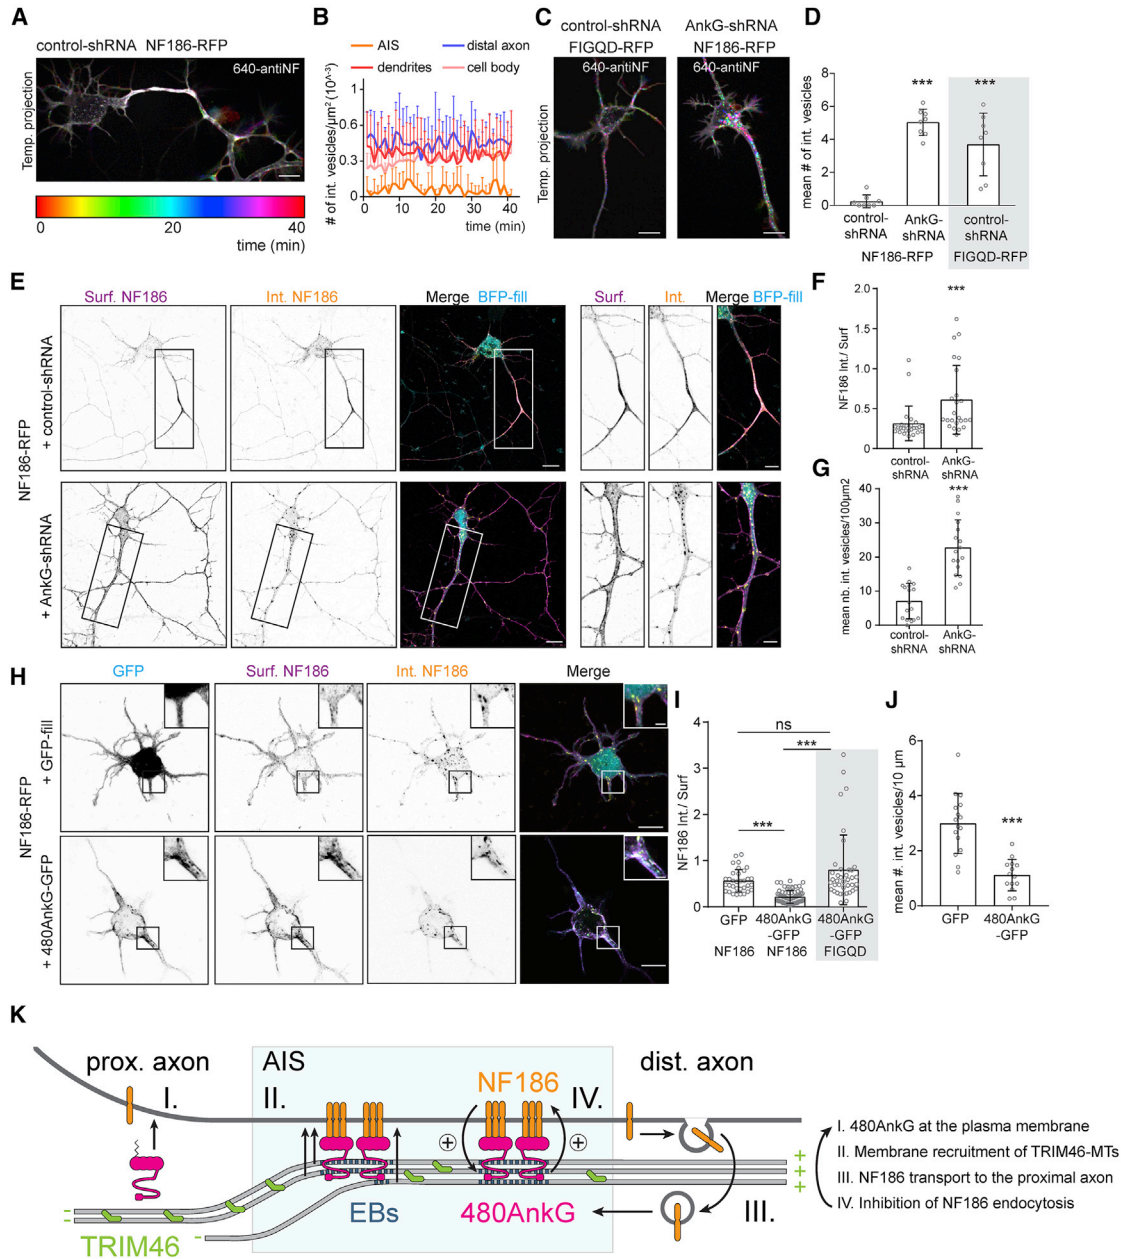 A
control-shRNA NF186-RFP
640-antiNF
Temp. projection
0 20 40
time (min)
B
AIS
distal axon
dendrites
cell body
# of int. vesicles/µm² (10^-3)
1
0.6
0.3
0
0 10 20 30 40
time (min)
C
control-shRNA
FIGQD-RFP
640-antiNF
AnkG-shRNA
NF186-RFP
640-antiNF
Temp. projection
D
mean # of int. vesicles
8
6
4
2
0
*** ***
control-shRNA
AnkG-shRNA
control-shRNA
NF186-RFP
FIGQD-RFP
E
Surf. NF186
Int. NF186
Merge BFP-fill
Surf.
Int.
Merge BFP-fill
NF186-RFP
+ control-shRNA
+ AnkG-shRNA
F
NF186 Int./ Surf
2.0
1.5
1.0
0.5
0
***
control-shRNA
AnkG-shRNA
G
mean nb. int. vesicles/100µm2
40
30
20
10
0
***
control-shRNA
AnkG-shRNA
H
GFP
Surf. NF186
Int. NF186
Merge
NF186-RFP
+ GFP-fill
+ 480AnkG-GFP
I
NF186 Int./ Surf
4
3
2
1
0
ns
***
***
GFP
NF186
480AnkG
-GFP
NF186
480AnkG
-GFP
FIGQD
J
mean #. int. vesicles/10 µm
6
4
2
0
***
GFP
480AnkG
-GFP
K
prox. axon
AIS
dist. axon
I.
II.
NF186
IV.
+ +
EBs
480AnkG
III.
TRIM46
- - -
+ + +
I. 480AnkG at the plasma membrane
II. Membrane recruitment of TRIM46-MTs
III. NF186 transport to the proximal axon
IV. Inhibition of NF186 endocytosis